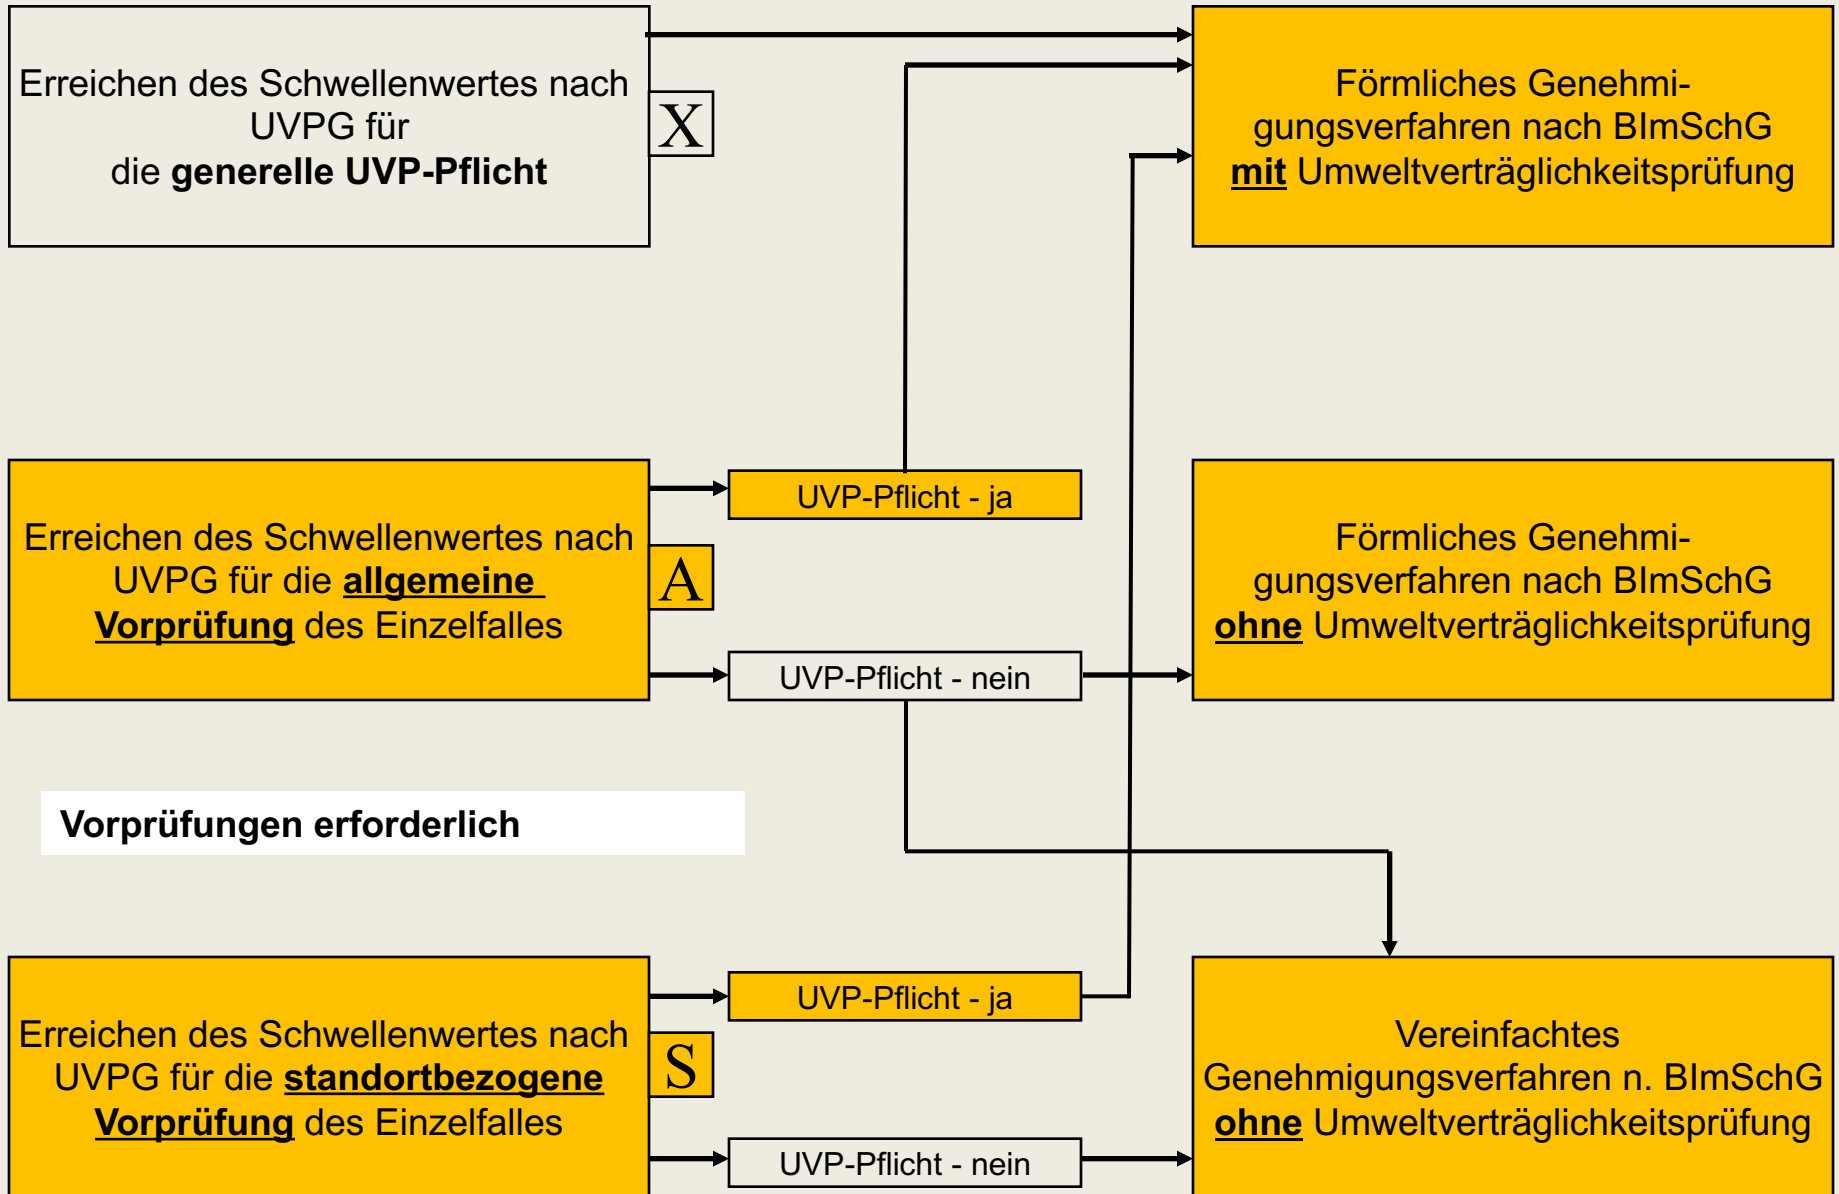 Erreichen des Schwellenwertes nach
UVPG für
die generelle UVP-Pflicht
X
Förmliches Genehmi-
gungsverfahren nach BImSchG
mit Umweltverträglichkeitsprüfung
Erreichen des Schwellenwertes nach
UVPG für die allgemeine
Vorprüfung des Einzelfalles
A
UVP-Pflicht - ja
UVP-Pflicht - nein
Förmliches Genehmi-
gungsverfahren nach BImSchG
ohne Umweltverträglichkeitsprüfung
Vorprüfungen erforderlich
Erreichen des Schwellenwertes nach
UVPG für die standortbezogene
Vorprüfung des Einzelfalles
S
UVP-Pflicht - ja
UVP-Pflicht - nein
Vereinfachtes
Genehmigungsverfahren n. BImSchG
ohne Umweltverträglichkeitsprüfung